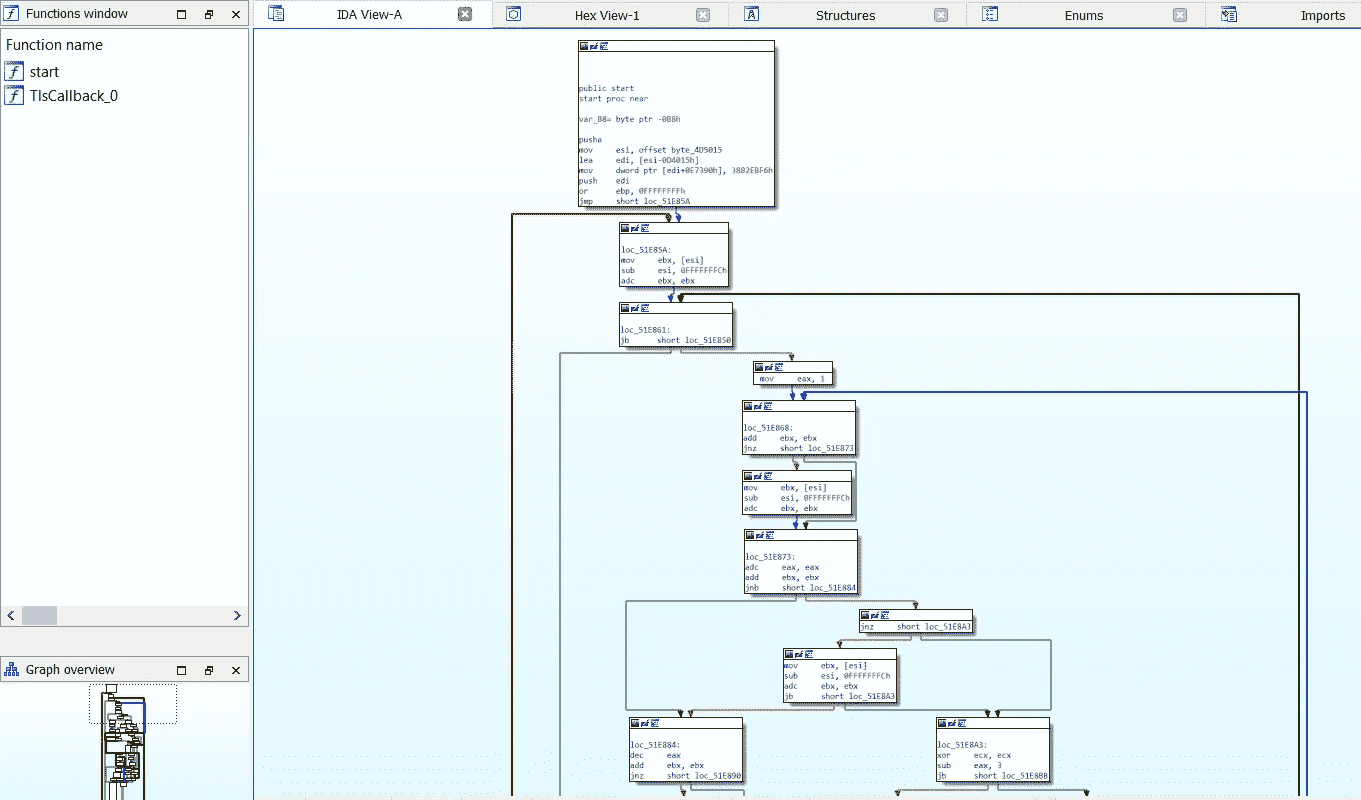 Functions window
IDA View-A
Hex View-1
Structures
Enums
Imports
Function name
f start
f TlsCallback_0
public start
start proc near
var_B8= byte ptr -0B8h
pusha
mov esi, offset byte_4D5015
lea edi, [esi-0D4015h]
mov dword ptr [edi+0E7390h], 3882EBF6h
push edi
or ebp, 0FFFFFFFFh
jmp short loc_51E85A
loc_51E85A:
mov ebx, [esi]
sub esi, 0FFFFFFFCh
adc ebx, ebx
loc_51E861:
jb short loc_51E850
mov eax, 1
loc_51E868:
add ebx, ebx
jnz short loc_51E873
mov ebx, [esi]
sub esi, 0FFFFFFFCh
adc ebx, ebx
loc_51E873:
adc eax, eax
add ebx, ebx
jnb short loc_51E884
jnz short loc_51E8A3
mov ebx, [esi]
sub esi, 0FFFFFFFCh
adc ebx, ebx
jb short loc_51E8A3
Graph overview
loc_51E884:
dec eax
add ebx, ebx
jnz short loc_51E890
loc_51E8A3:
xor ecx, ecx
sub eax, 3
jb short loc_51E8BB